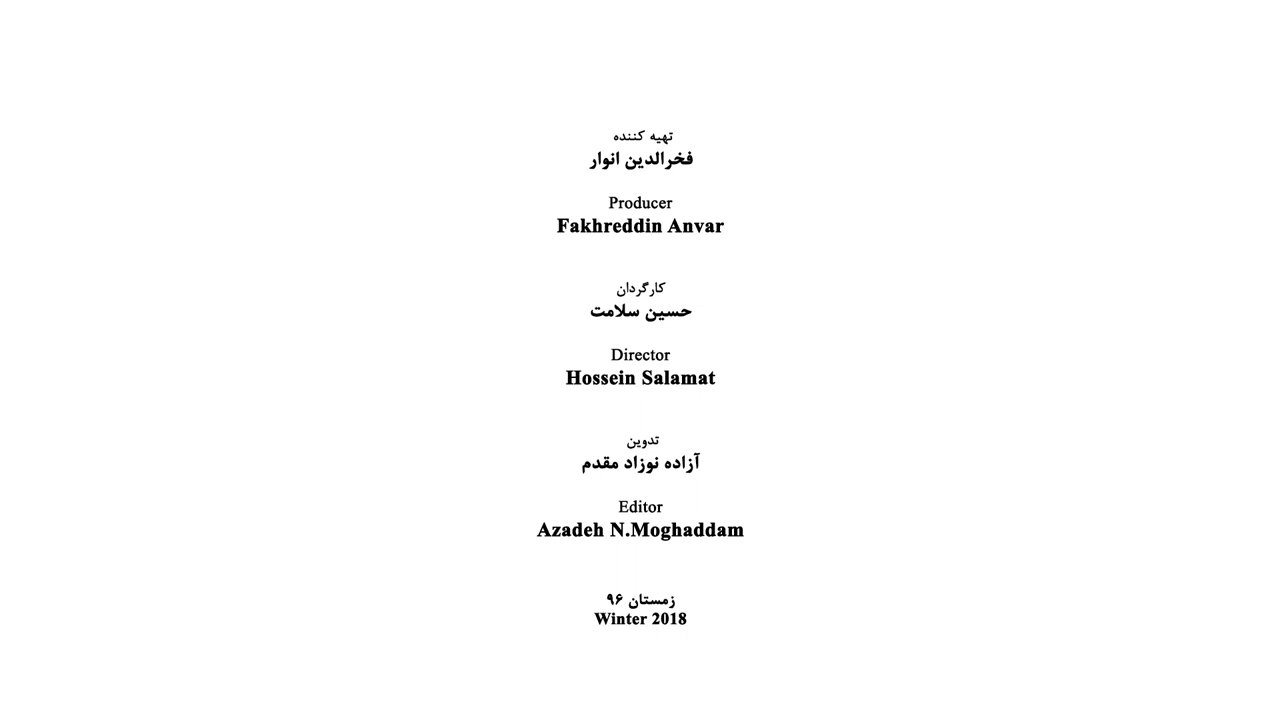 تهیه کننده
فخرالدین انوار
Producer
Fakhreddin Anvar
کارگردان
حسین سلامت
Director
Hossein Salamat
تدوین
آزاده نوزاد مقدم
Editor
Azadeh N.Moghaddam
زمستان ۹۶
Winter 2018